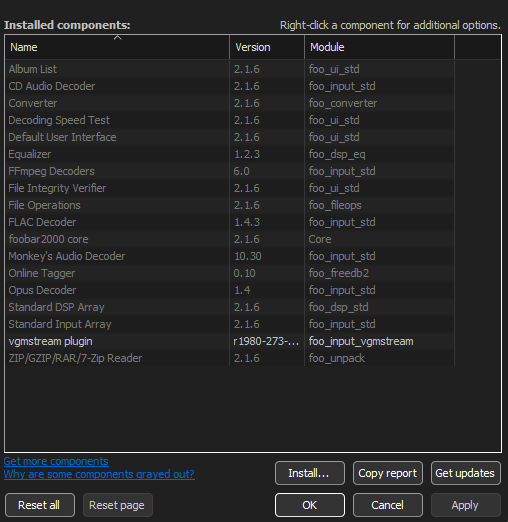 Installed components: Right-click a component for additional options.
Name Version Module
Album List 2.1.6 foo_ui_std
CD Audio Decoder 2.1.6 foo_input_std
Converter 2.1.6 foo_converter
Decoding Speed Test 2.1.6 foo_ui_std
Default User Interface 2.1.6 foo_ui_std
Equalizer 1.2.3 foo_dsp_eq
FFmpeg Decoders 6.0 foo_input_std
File Integrity Verifier 2.1.6 foo_ui_std
File Operations 2.1.6 foo_fileops
FLAC Decoder 1.4.3 foo_input_std
foobar2000 core 2.1.6 Core
Monkey's Audio Decoder 10.30 foo_input_std
Online Tagger 0.10 foo_freedb2
Opus Decoder 1.4 foo_input_std
Standard DSP Array 2.1.6 foo_dsp_std
Standard Input Array 2.1.6 foo_input_std
vgmstream plugin r1980-273-... foo_input_vgmstream
ZIP/GZIP/RAR/7-Zip Reader 2.1.6 foo_unpack
Get more components
Why are some components grayed out?
Install... Copy report Get updates
Reset all Reset page OK Cancel Apply